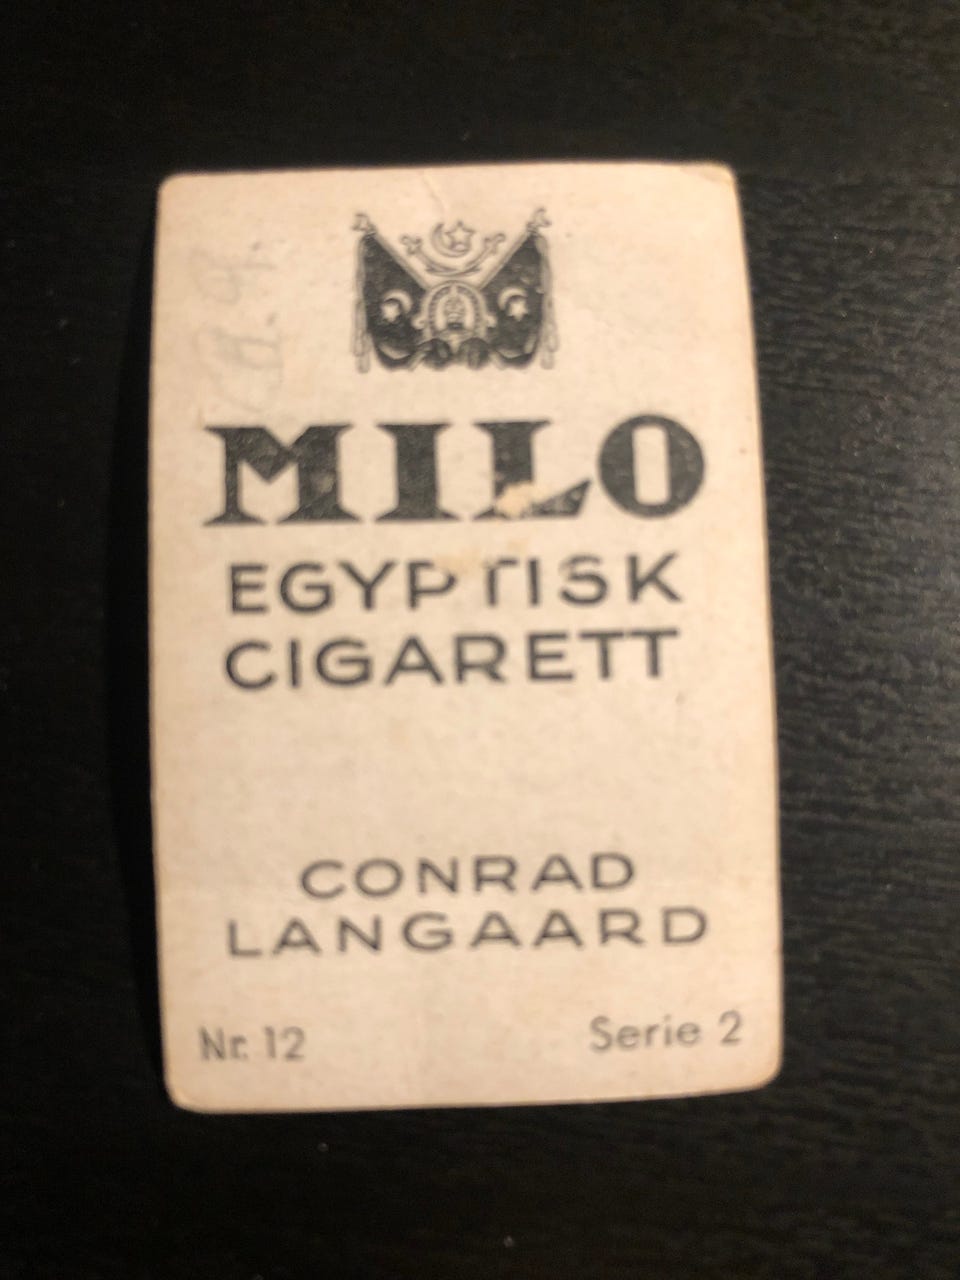 MILO
EGYPTISK
CIGARETT
CONRAD
LANGAARD
Nr. 12
Serie 2